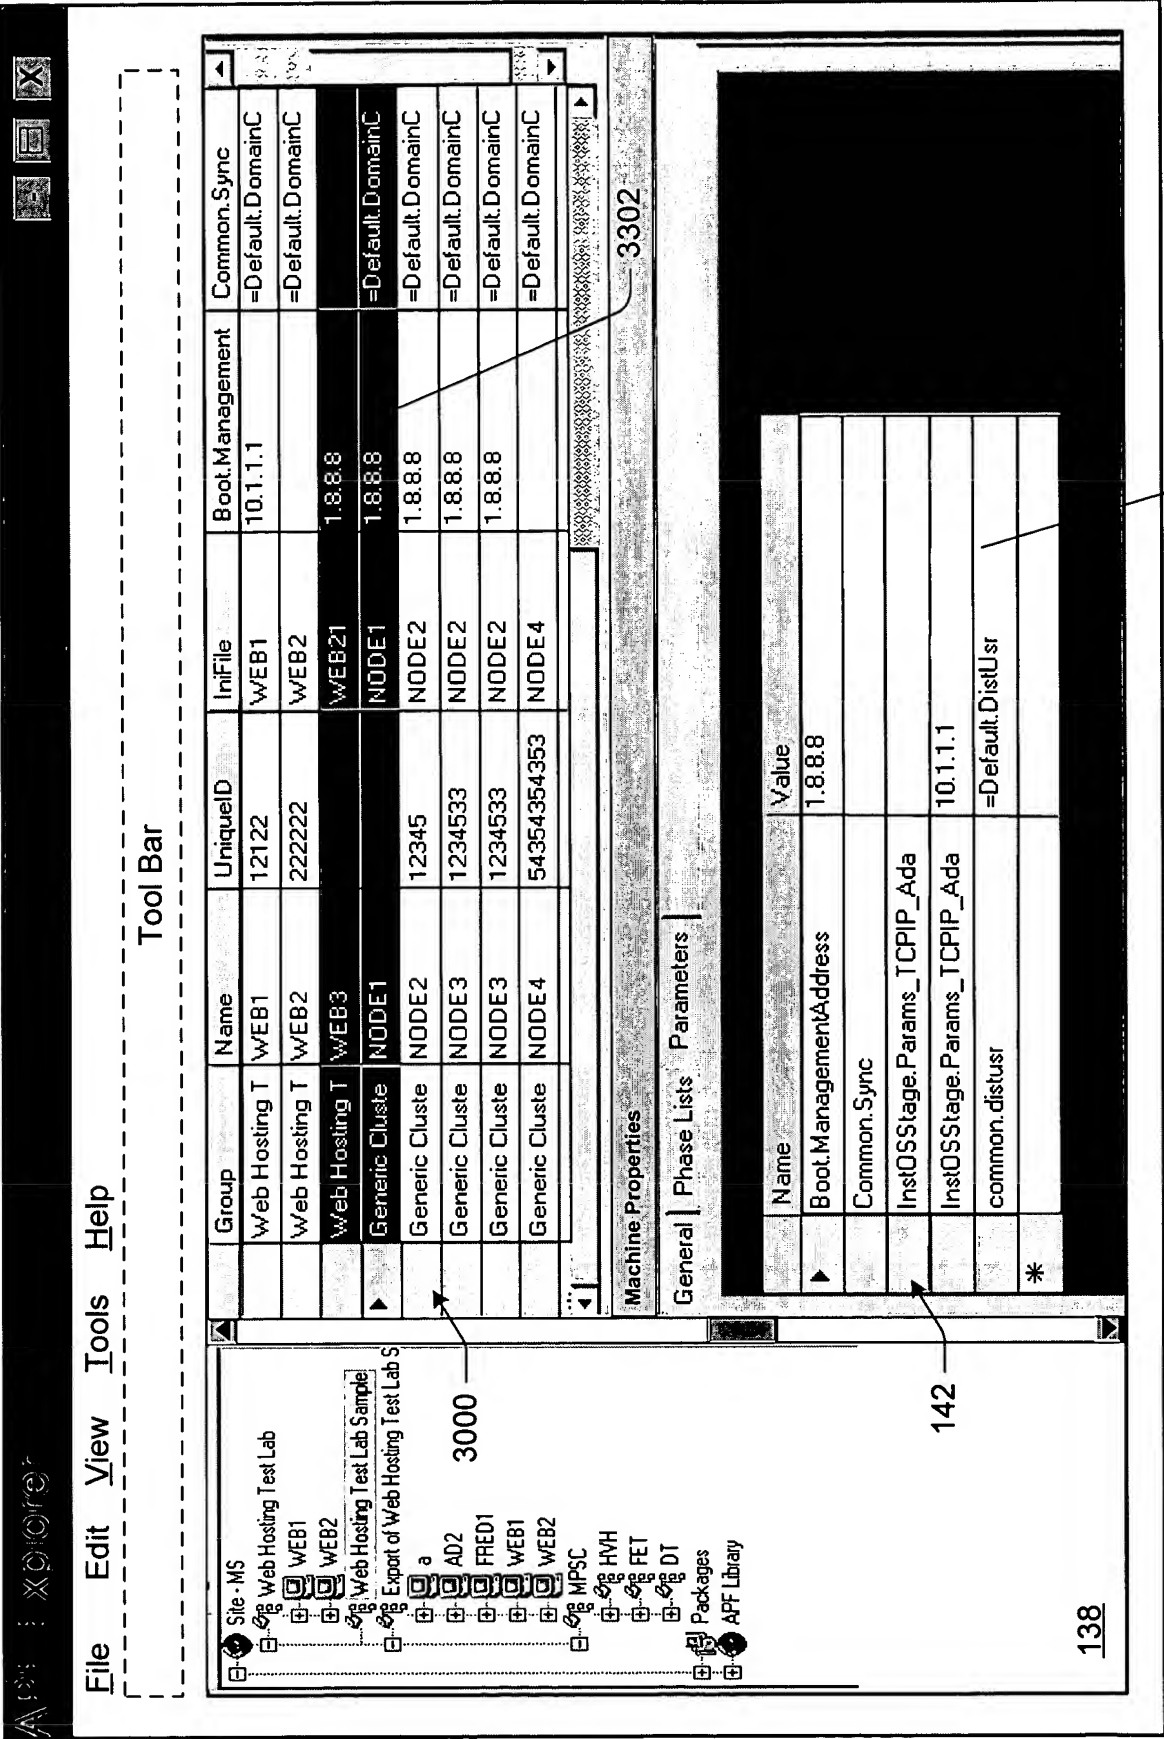 File Edit View Tools Help
Tool Bar
Site - MS
Web Hosting Test Lab
WEB1
WEB2
Web Hosting Test Lab Sample
Export of Web Hosting Test Lab S
a
AD2
FRED1
WEB1
WEB2
MPSC
HVH
FET
DT
Packages
APF Library
138
3000
142
Group Name UniqueID IniFile Boot.Management Common.Sync
Web Hosting T WEB1 12122 WEB1 10.1.1.1 =Default.DomainC
Web Hosting T WEB2 222222 WEB2 =Default.DomainC
Web Hosting T WEB3 WEB21 1.8.8.8
Generic Cluste NODE1 NODE1 1.8.8.8 =Default.DomainC
Generic Cluste NODE2 12345 NODE2 1.8.8.8 =Default.DomainC
Generic Cluste NODE3 1234533 NODE2 1.8.8.8 =Default.DomainC
Generic Cluste NODE3 1234533 NODE2 1.8.8.8 =Default.DomainC
Generic Cluste NODE4 54354354353 NODE4 =Default.DomainC
3302
Machine Properties
General Phase Lists Parameters
Name Value
Boot.ManagementAddress 1.8.8.8
Common.Sync
InstOSStage.Params_TCPIP_Ada
InstOSStage.Params_TCPIP_Ada 10.1.1.1
common.distusr =Default.DistUsr
*